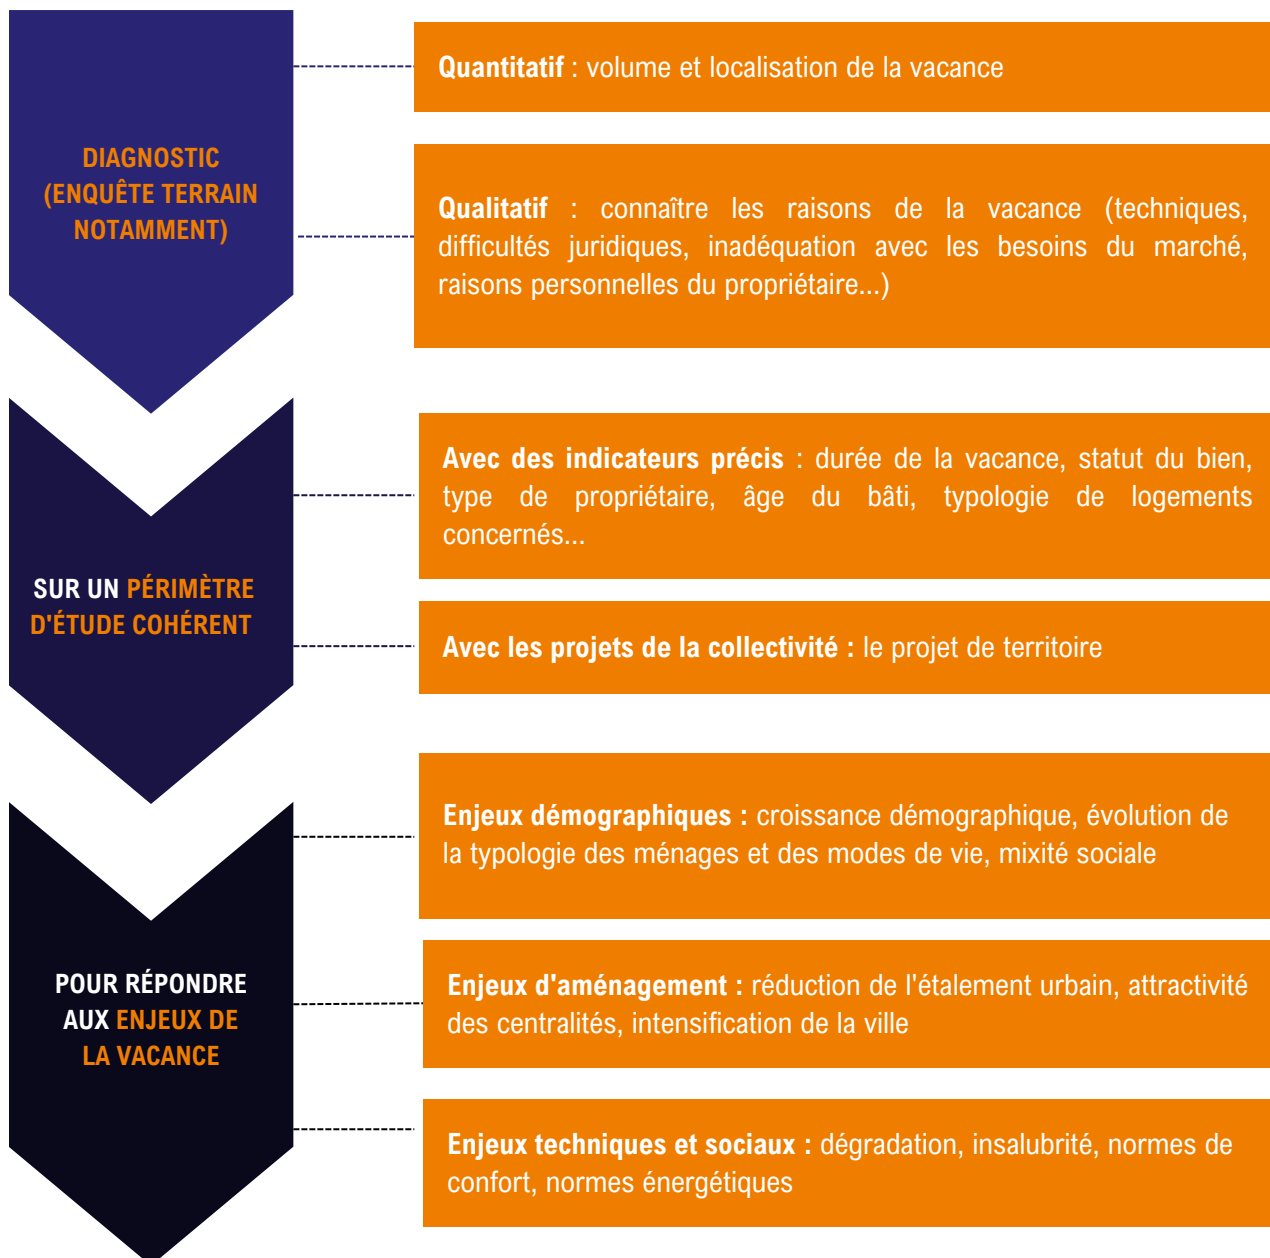 DIAGNOSTIC
(ENQUÊTE TERRAIN
NOTAMMENT)
Quantitatif : volume et localisation de la vacance
Qualitatif : connaître les raisons de la vacance (techniques,
difficultés juridiques, inadéquation avec les besoins du marché,
raisons personnelles du propriétaire...)
SUR UN PÉRIMÈTRE
D'ÉTUDE COHÉRENT
Avec des indicateurs précis : durée de la vacance, statut du bien,
type de propriétaire, âge du bâti, typologie de logements
concernés...
Avec les projets de la collectivité : le projet de territoire
POUR RÉPONDRE
AUX ENJEUX DE
LA VACANCE
Enjeux démographiques : croissance démographique, évolution de
la typologie des ménages et des modes de vie, mixité sociale
Enjeux d'aménagement : réduction de l'étalement urbain, attractivité
des centralités, intensification de la ville
Enjeux techniques et sociaux : dégradation, insalubrité, normes de
confort, normes énergétiques